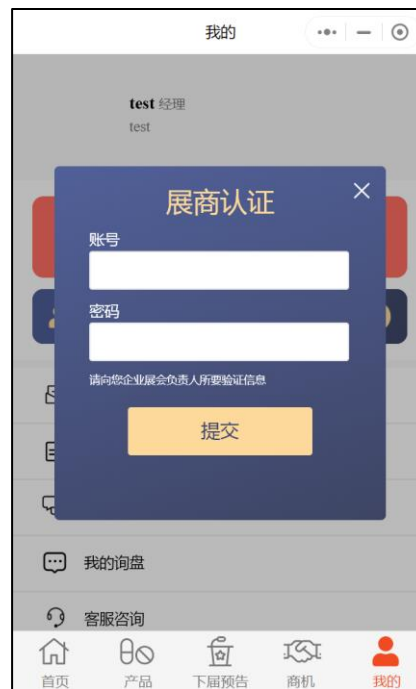 我的
test 经理
test
展商认证
账号
密码
请向您企业展会负责人所要验证信息
提交
我的询盘
客服咨询
首页 产品 下届预告 商机 我的